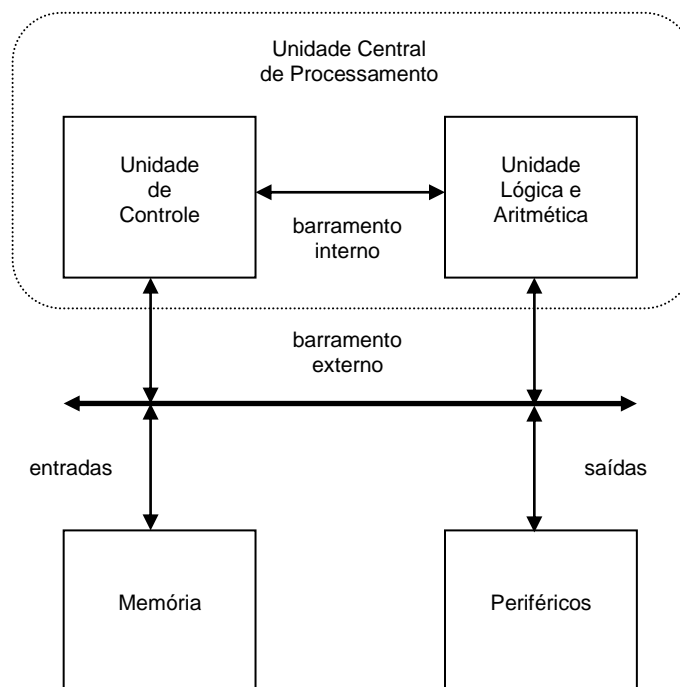 Unidade Central
de Processamento
Unidade
de
Controle
Unidade
Lógica e
Aritmética
barramento
interno
barramento
externo
entradas
saídas
Memória
Periféricos